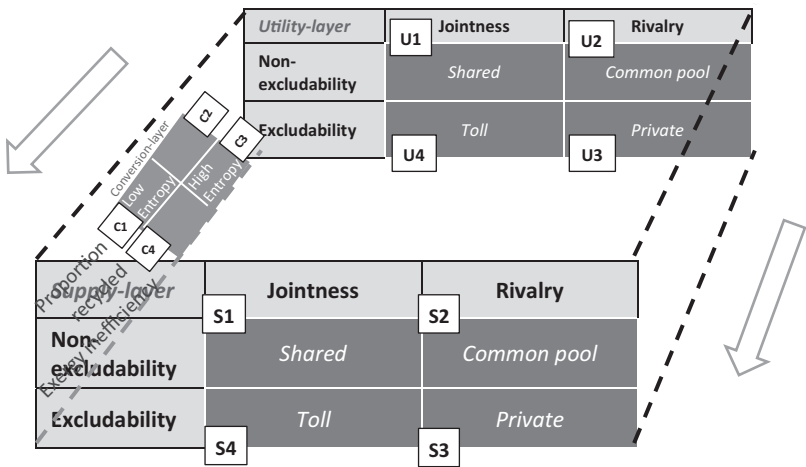 Utility-layer
U1
Jointness
U2
Rivalry
Non-
excludability
Shared
Common pool
Excludability
Toll
Private
U4
U3
C2
C3
Conversion-layer
Low
Entropy
High
Entropy
C1
C4
Proportion
recycled
Exergy inefficiency
Supply-layer
S1
Jointness
S2
Rivalry
Non-
excludability
Shared
Common pool
Excludability
Toll
Private
S4
S3